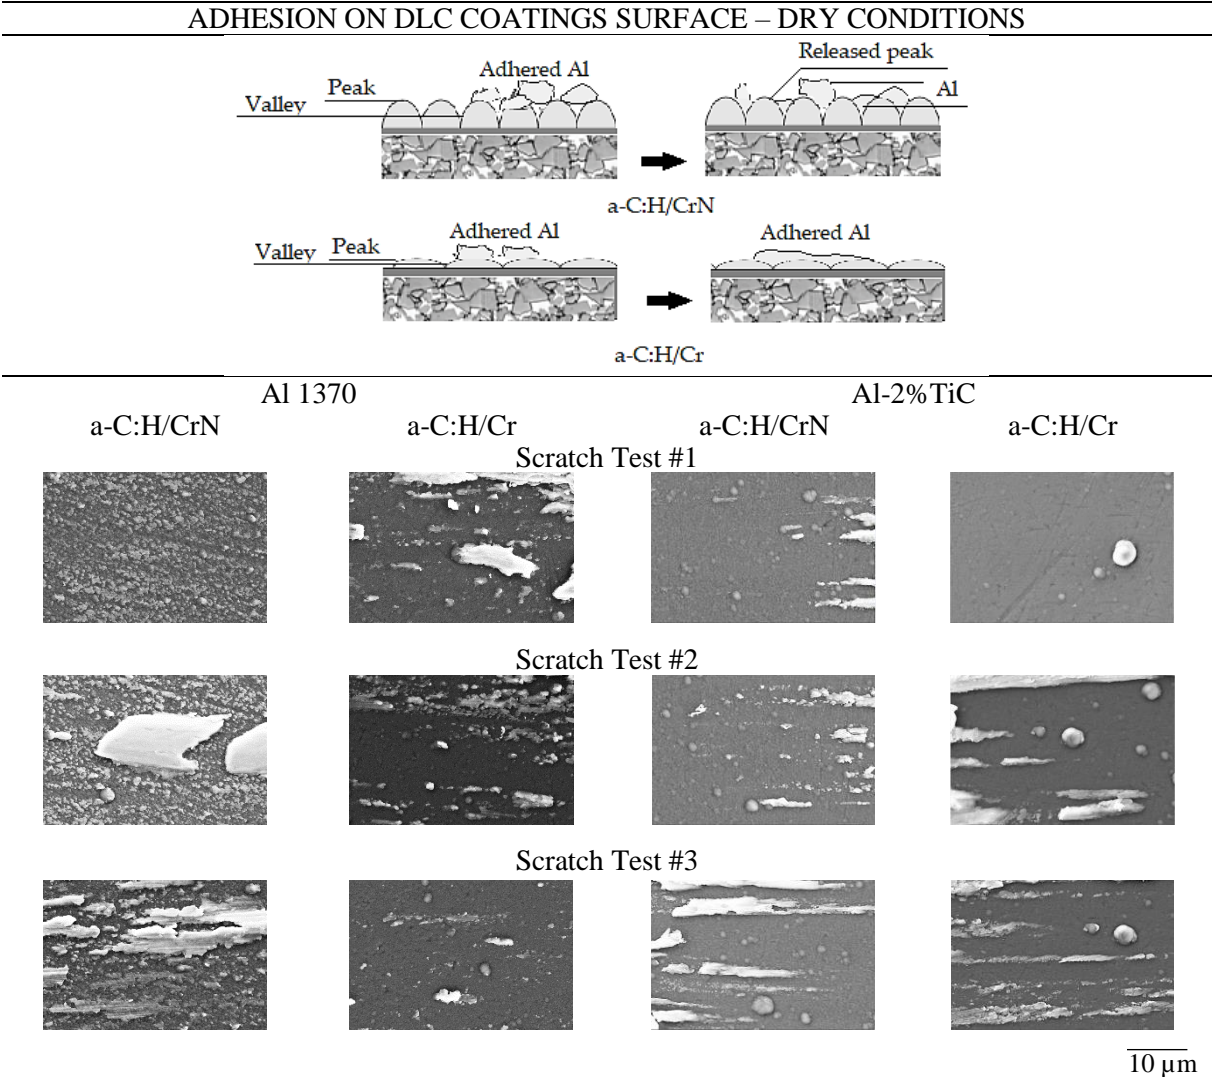 ADHESION ON DLC COATINGS SURFACE – DRY CONDITIONS
Released peak
Adhered Al
Peak
Al
Valley
a-C:H/CrN
Adhered Al
Adhered Al
Valley Peak
a-C:H/Cr
Al 1370 Al-2%TiC
a-C:H/CrN a-C:H/Cr a-C:H/CrN a-C:H/Cr
Scratch Test #1
Scratch Test #2
Scratch Test #3
10 µm